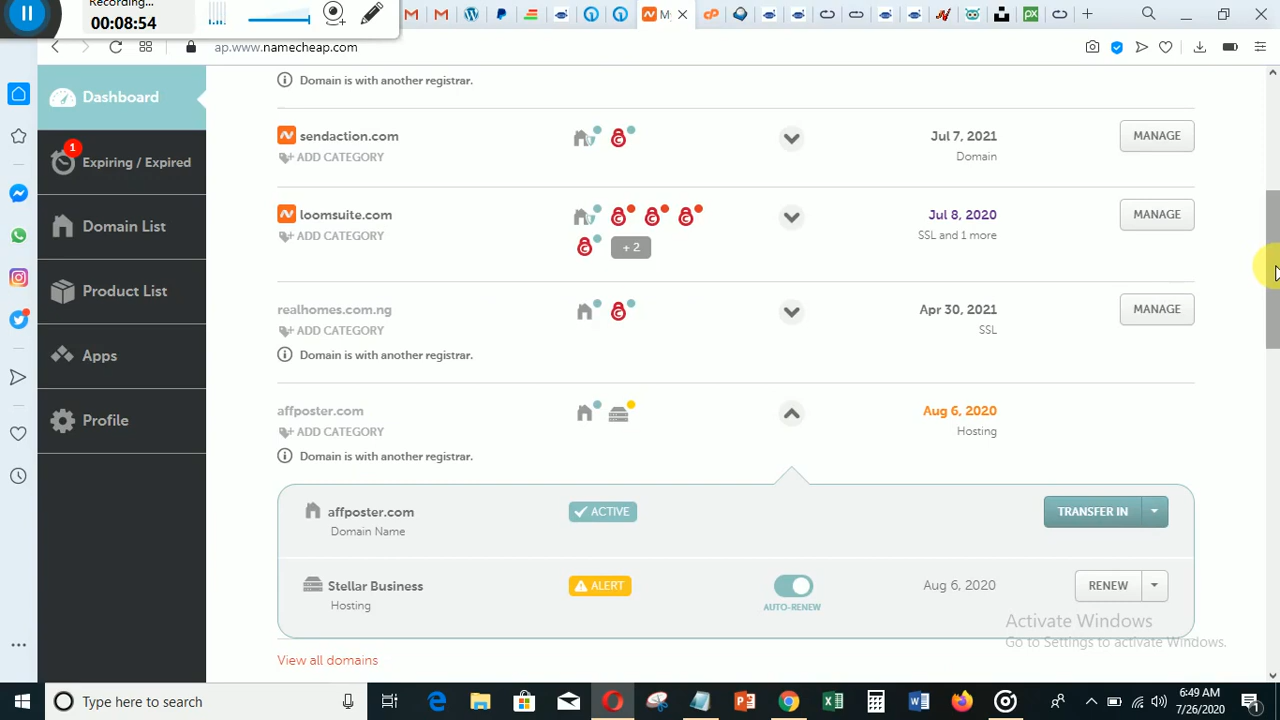 Recording...
00:08:54
M
ap.www.namecheap.com
Dashboard
1
Expiring / Expired
Domain List
Product List
Apps
Profile
Domain is with another registrar.
sendaction.com
ADD CATEGORY
Jul 7, 2021
Domain
MANAGE
loomsuite.com
ADD CATEGORY
+ 2
Jul 8, 2020
SSL and 1 more
MANAGE
realhomes.com.ng
ADD CATEGORY
Domain is with another registrar.
Apr 30, 2021
SSL
MANAGE
affposter.com
ADD CATEGORY
Domain is with another registrar.
Aug 6, 2020
Hosting
affposter.com
Domain Name
ACTIVE
TRANSFER IN
Stellar Business
Hosting
ALERT
AUTO-RENEW
Aug 6, 2020
RENEW
Activate Windows
Go to Settings to activate Windows.
View all domains
Type here to search
6:49 AM
7/26/2020
1